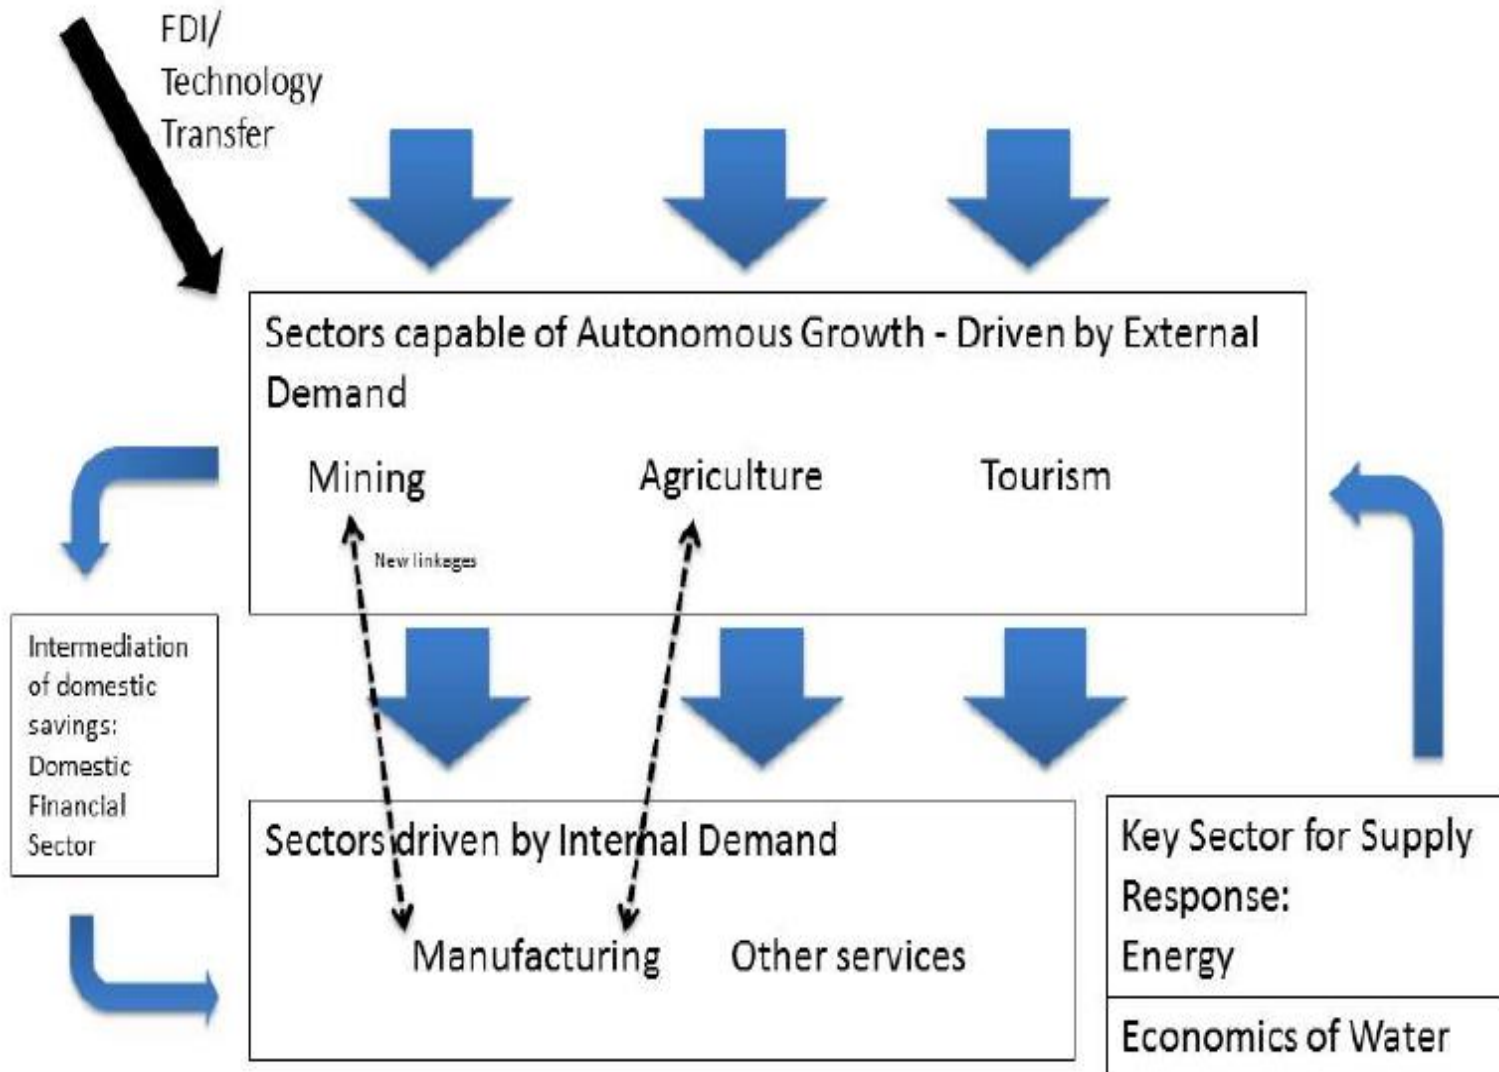 FDI/
Technology
Transfer
Sectors capable of Autonomous Growth - Driven by External
Demand
Mining
Agriculture
Tourism
New linkages
Intermediation
of domestic
savings:
Domestic
Financial
Sector
Sectors driven by Internal Demand
Manufacturing
Other services
Key Sector for Supply
Response:
Energy
Economics of Water